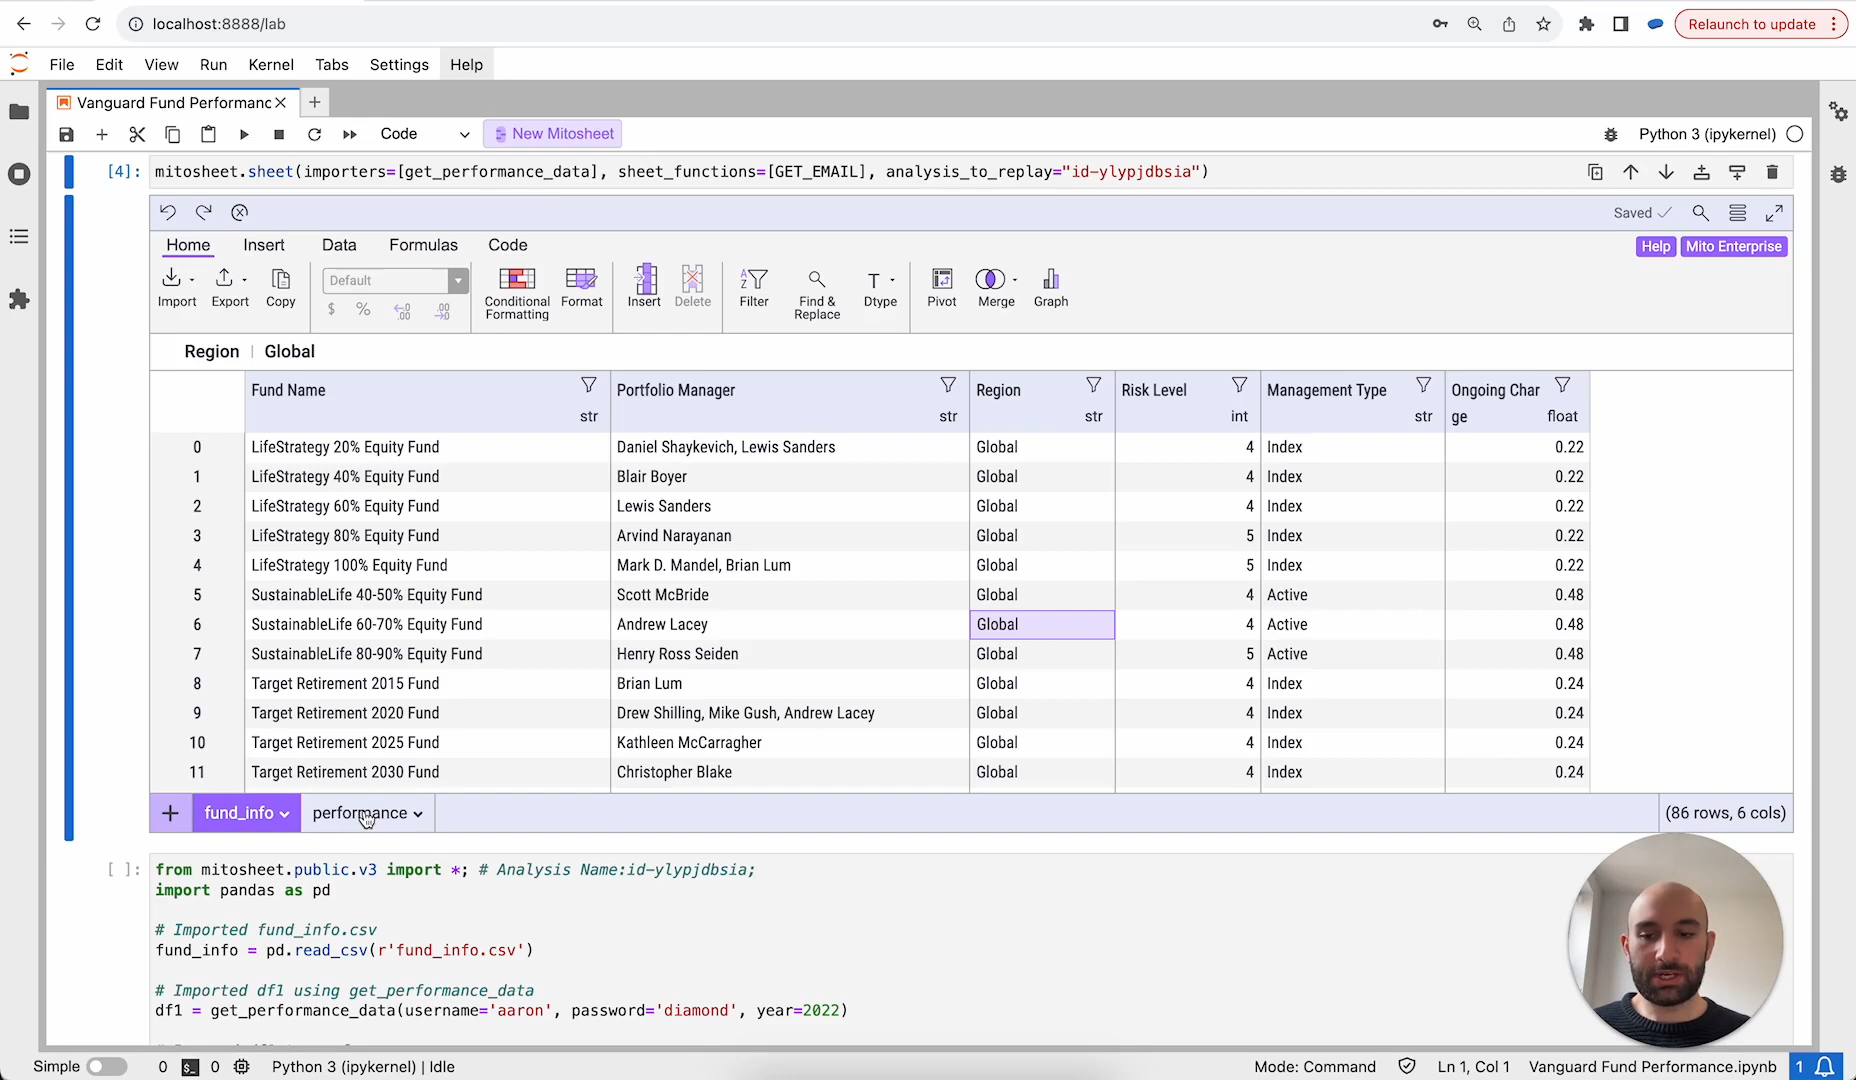 localhost:8888/lab
Relaunch to update
File Edit View Run Kernel Tabs Settings Help
Vanguard Fund Performanc
Code New Mitosheet Python 3 (ipykernel)
[4]: mitosheet.sheet(importers=[get_performance_data], sheet_functions=[GET_EMAIL], analysis_to_replay="id-ylypjdbsia")
Saved
Home Insert Data Formulas Code Help Mito Enterprise
Default
$ % .00 .00
Import Export Copy Conditional Formatting Format Insert Delete Filter Find & Replace Dtype Pivot Merge Graph
Region Global
Fund Name str Portfolio Manager str Region str Risk Level int Management Type str Ongoing Char
ge float
0 LifeStrategy 20% Equity Fund Daniel Shaykevich, Lewis Sanders Global 4 Index 0.22
1 LifeStrategy 40% Equity Fund Blair Boyer Global 4 Index 0.22
2 LifeStrategy 60% Equity Fund Lewis Sanders Global 4 Index 0.22
3 LifeStrategy 80% Equity Fund Arvind Narayanan Global 5 Index 0.22
4 LifeStrategy 100% Equity Fund Mark D. Mandel, Brian Lum Global 5 Index 0.22
5 SustainableLife 40-50% Equity Fund Scott McBride Global 4 Active 0.48
6 SustainableLife 60-70% Equity Fund Andrew Lacey Global 4 Active 0.48
7 SustainableLife 80-90% Equity Fund Henry Ross Seiden Global 5 Active 0.48
8 Target Retirement 2015 Fund Brian Lum Global 4 Index 0.24
9 Target Retirement 2020 Fund Drew Shilling, Mike Gush, Andrew Lacey Global 4 Index 0.24
10 Target Retirement 2025 Fund Kathleen McCarragher Global 4 Index 0.24
11 Target Retirement 2030 Fund Christopher Blake Global 4 Index 0.24
+ fund_info performance (86 rows, 6 cols)
[ ]: from mitosheet.public.v3 import *; # Analysis Name:id-ylypjdbsia;
import pandas as pd
# Imported fund_info.csv
fund_info = pd.read_csv(r'fund_info.csv')
# Imported df1 using get_performance_data
df1 = get_performance_data(username='aaron', password='diamond', year=2022)
Simple 0 $_ 0 Python 3 (ipykernel) | Idle Mode: Command Ln 1, Col 1 Vanguard Fund Performance.ipynb 1